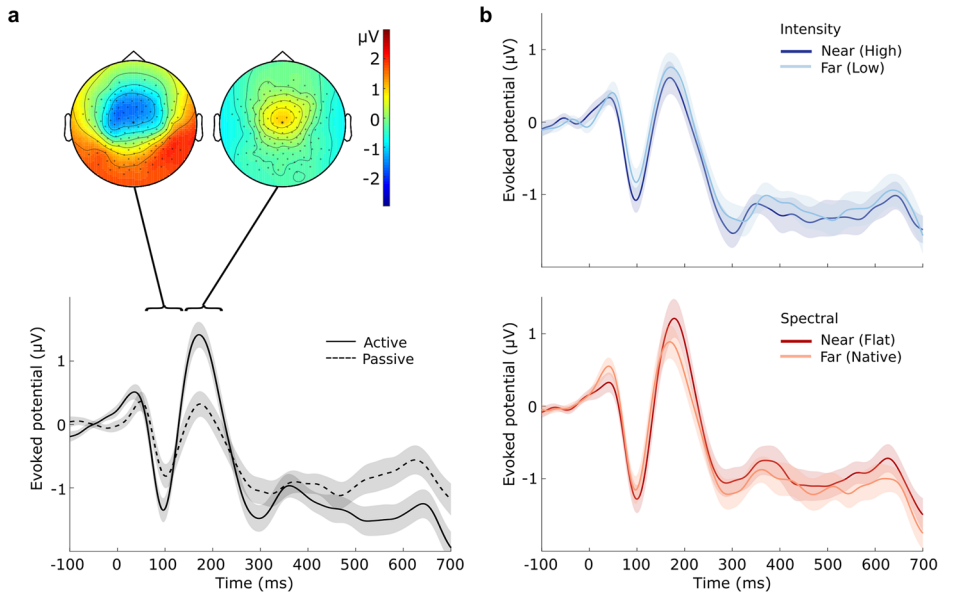 a
µV
2
1
0
-1
-2
Evoked potential (µV)
1
0
-1
Active
Passive
-100 0 100 200 300 400 500 600 700
Time (ms)
b
Evoked potential (µV)
1
0
-1
Intensity
Near (High)
Far (Low)
Evoked potential (µV)
1
0
-1
Spectral
Near (Flat)
Far (Native)
-100 0 100 200 300 400 500 600 700
Time (ms)